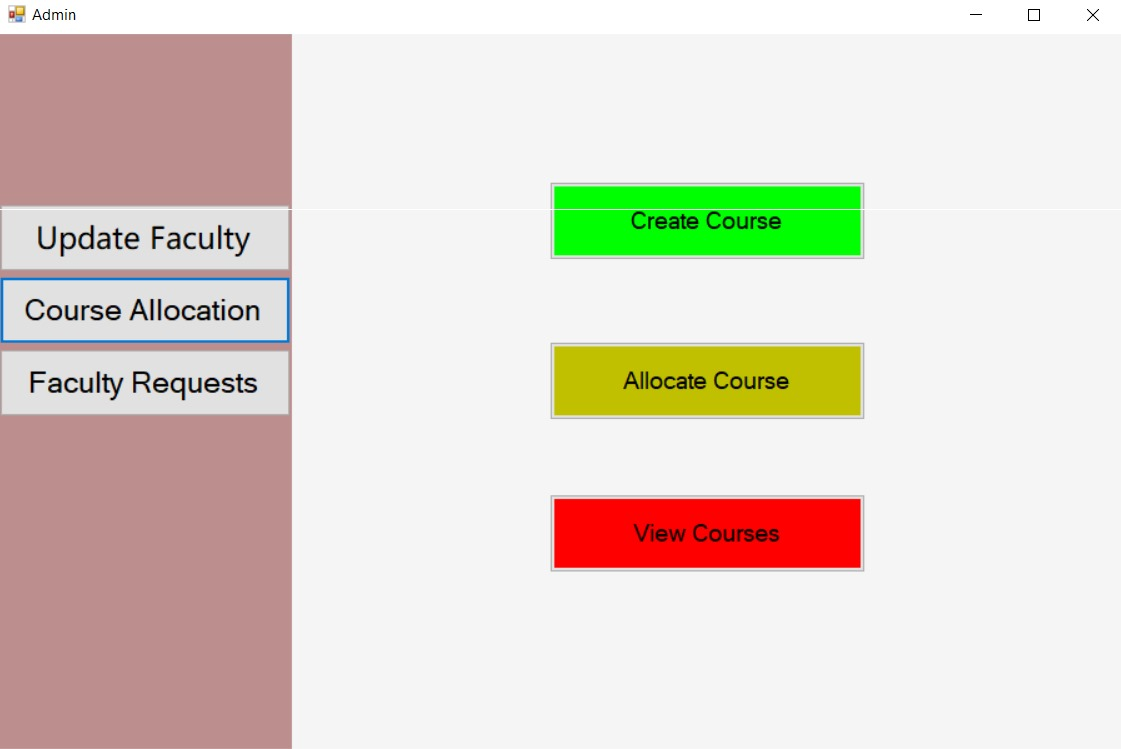 Admin
Update Faculty
Course Allocation
Faculty Requests
Create Course
Allocate Course
View Courses